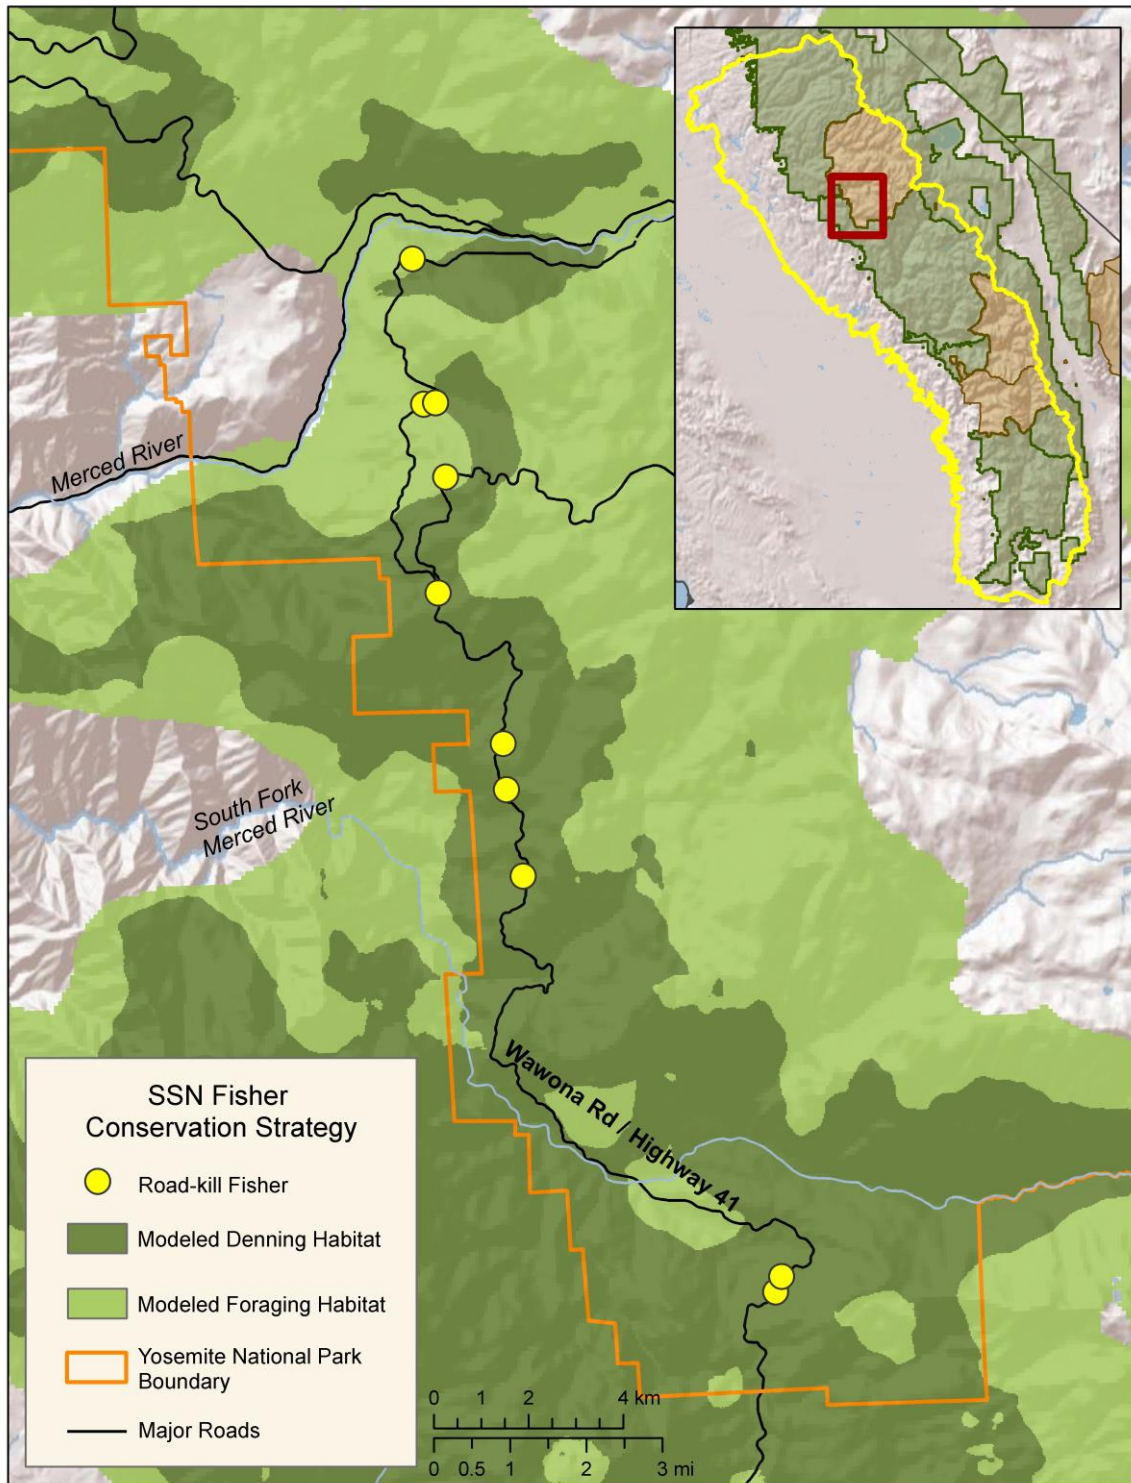 Merced River
South Fork
Merced River
Wawona Rd / Highway 41
SSN Fisher
Conservation Strategy
Road-kill Fisher
Modeled Denning Habitat
Modeled Foraging Habitat
Yosemite National Park
Boundary
Major Roads
0 1 2 4 km
0 0.5 1 2 3 mi